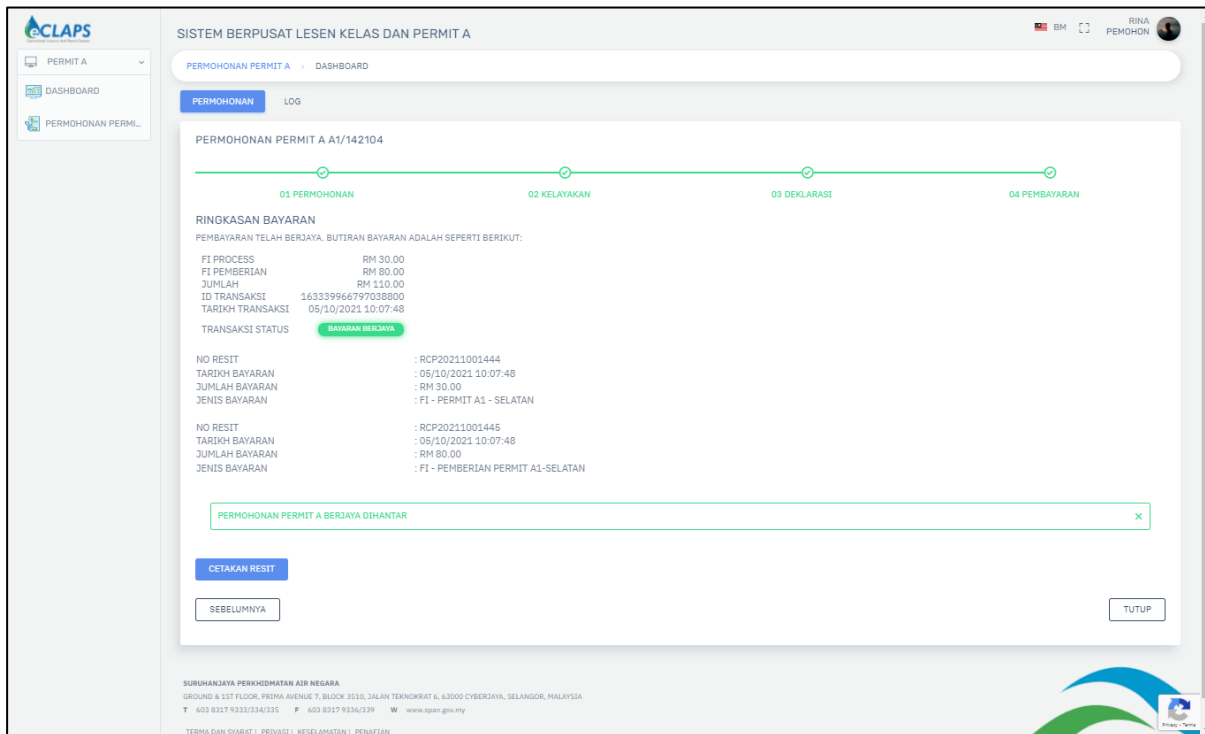 eCLAPS
SISTEM BERPUSAT LESEN KELAS DAN PERMIT A
BM
RINA
PEMOHON
PERMIT A
DASHBOARD
PERMOHONAN PERMI...
PERMOHONAN PERMIT A > DASHBOARD
PERMOHONAN LOG
PERMOHONAN PERMIT A A1/142104
01 PERMOHONAN 02 KELAYAKAN 03 DEKLARASI 04 PEMBAYARAN
RINGKASAN BAYARAN
PEMBAYARAN TELAH BERJAYA. BUTIRAN BAYARAN ADALAH SEPERTI BERIKUT:
FI PROCESS RM 30.00
FI PEMBERIAN RM 80.00
JUMLAH RM 110.00
ID TRANSAKSI 163339966797038800
TARIKH TRANSAKSI 05/10/2021 10:07:48
TRANSAKSI STATUS BAYARAN BERJAYA
NO RESIT : RCP20211001444
TARIKH BAYARAN : 05/10/2021 10:07:48
JUMLAH BAYARAN : RM 30.00
JENIS BAYARAN : FI - PERMIT A1 - SELATAN
NO RESIT : RCP20211001445
TARIKH BAYARAN : 05/10/2021 10:07:48
JUMLAH BAYARAN : RM 80.00
JENIS BAYARAN : FI - PEMBERIAN PERMIT A1-SELATAN
PERMOHONAN PERMIT A BERJAYA DIHANTAR ×
CETAKAN RESIT
SEBELUMNYA TUTUP
SURUHANJAYA PERKHIDMATAN AIR NEGARA
GROUND & 1ST FLOOR, PRIMA AVENUE 7, BLOCK 3510, JALAN TEKNOKRAT 6, 63000 CYBERJAYA, SELANGOR, MALAYSIA
T 603 8317 9333/334/335 F 603 8317 9336/339 W www.span.gov.my
TERMA DAN SYARAT | PRIVASI | KESELAMATAN | PENAFIAN
Privacy - Terms